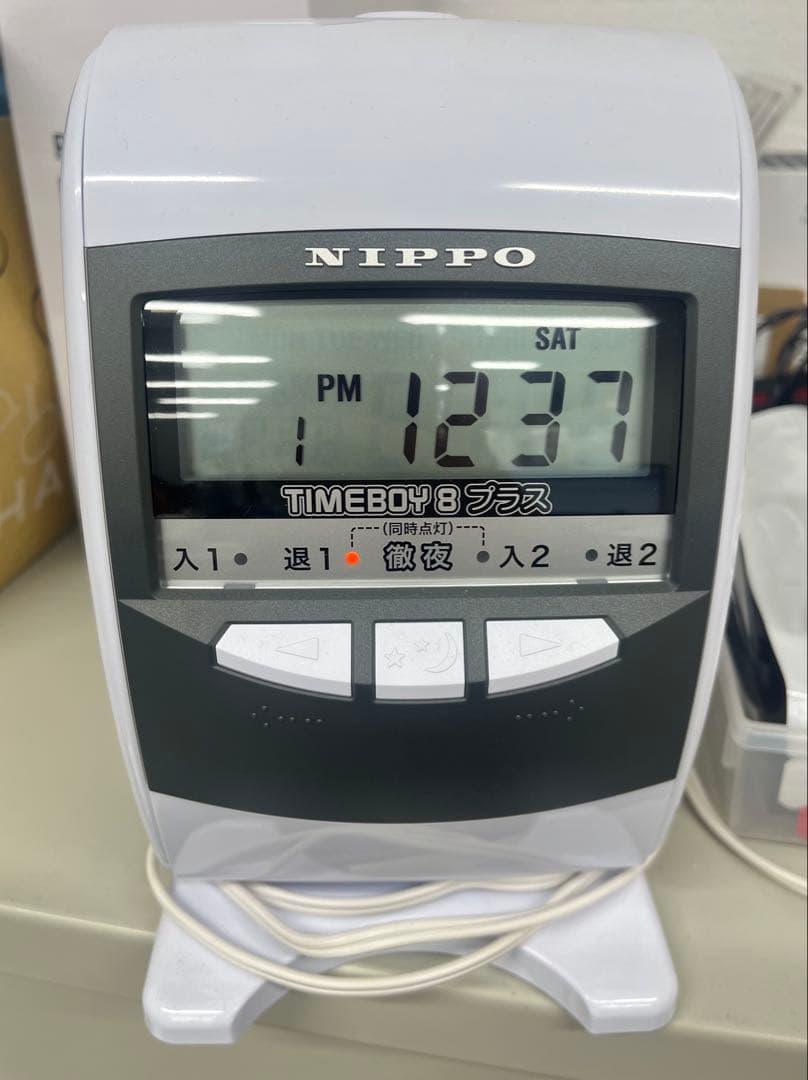 NIPPO
SAT
1 PM 1237
TIMEBOY 8 プラス
(同時点灯)
入1 退1 徹夜 入2 退2